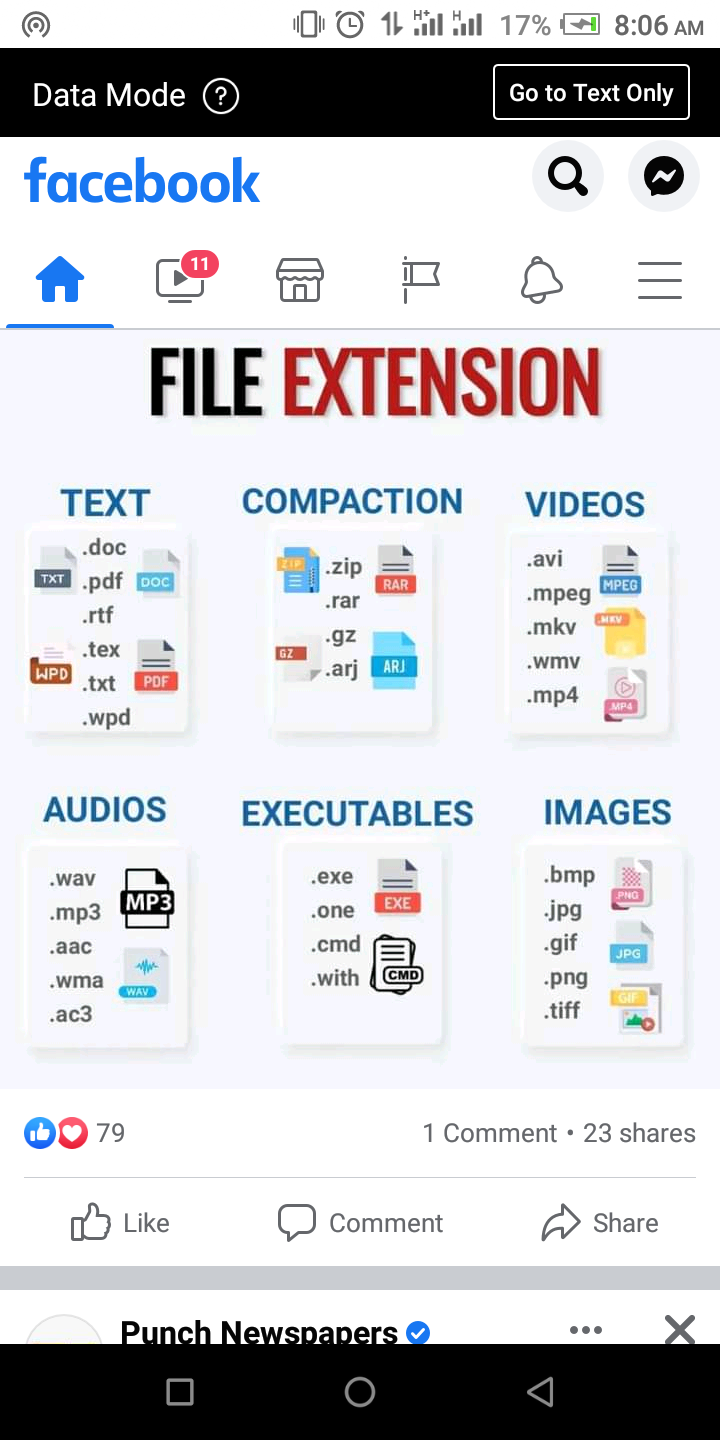 H+ H 17% 8:06 AM
Data Mode ? Go to Text Only
facebook
11
FILE EXTENSION
TEXT
.doc
.pdf
.rtf
.tex
.txt
.wpd
TXT
DOC
WPD
PDF
COMPACTION
.zip
.rar
.gz
.arj
ZIP
RAR
GZ
ARJ
VIDEOS
.avi
.mpeg
.mkv
.wmv
.mp4
MPEG
.MKV
.MP4
AUDIOS
.wav
.mp3
.aac
.wma
.ac3
MP3
WAV
EXECUTABLES
.exe
.one
.cmd
.with
EXE
CMD
IMAGES
.bmp
.jpg
.gif
.png
.tiff
.PNG
JPG
GIF
79 1 Comment • 23 shares
Like Comment Share
Punch Newspapers